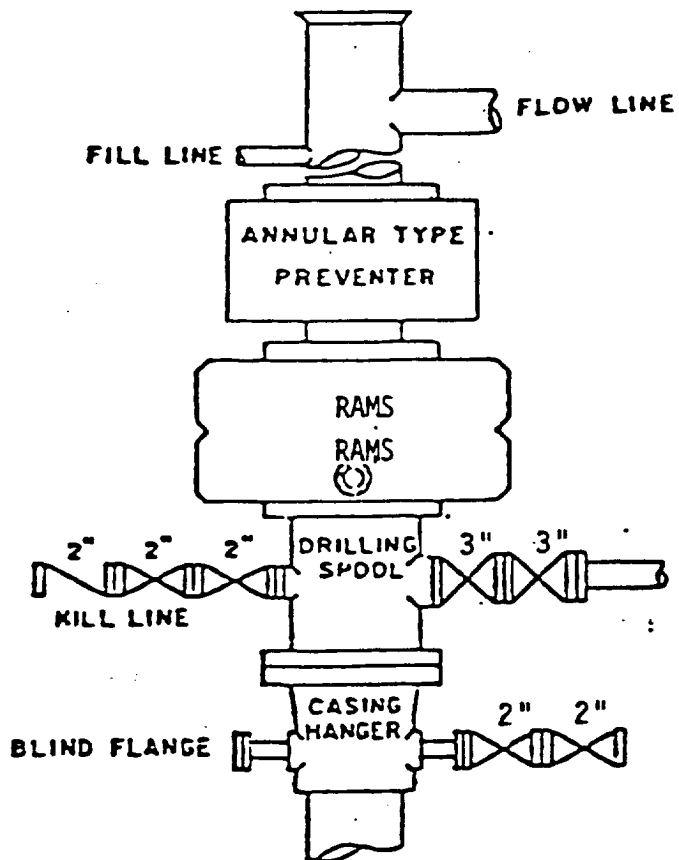 FLOW LINE
FILL LINE
ANNULAR TYPE
PREVENTER
RAMS
RAMS
2" 2" 2"
DRILLING
SPOOL
3" 3"
KILL LINE
CASING
HANGER
2" 2"
BLIND FLANGE